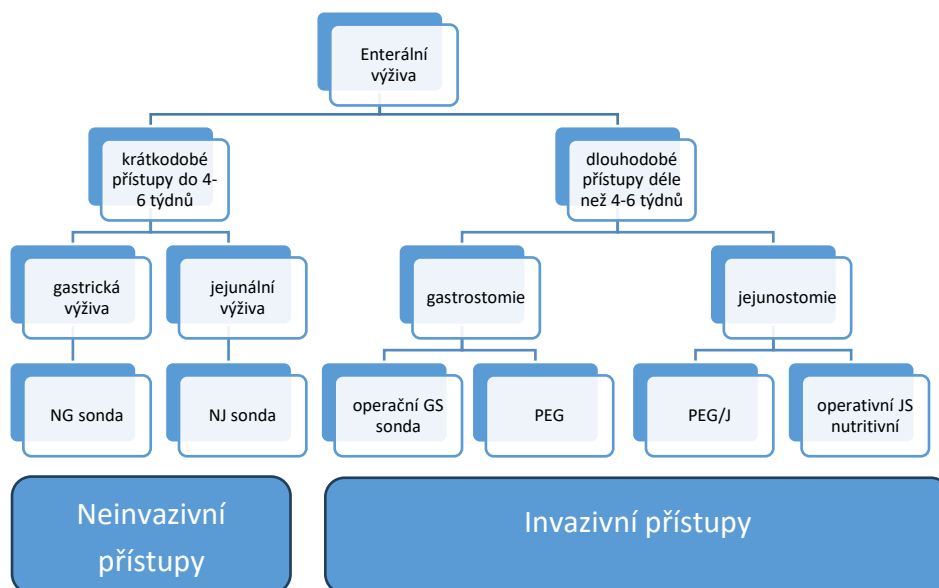 Enterální
výživa
krátkodobé
přístupy do 4-
6 týdnů
dlouhodobé
přístupy déle
než 4-6 týdnů
gastrická
výživa
jejunální
výživa
gastrostomie
jejunostomie
NG sonda
NJ sonda
operační GS
sonda
PEG
PEG/J
operativní JS
nutritivní
Neinvazivní
přístupy
Invazivní přístupy